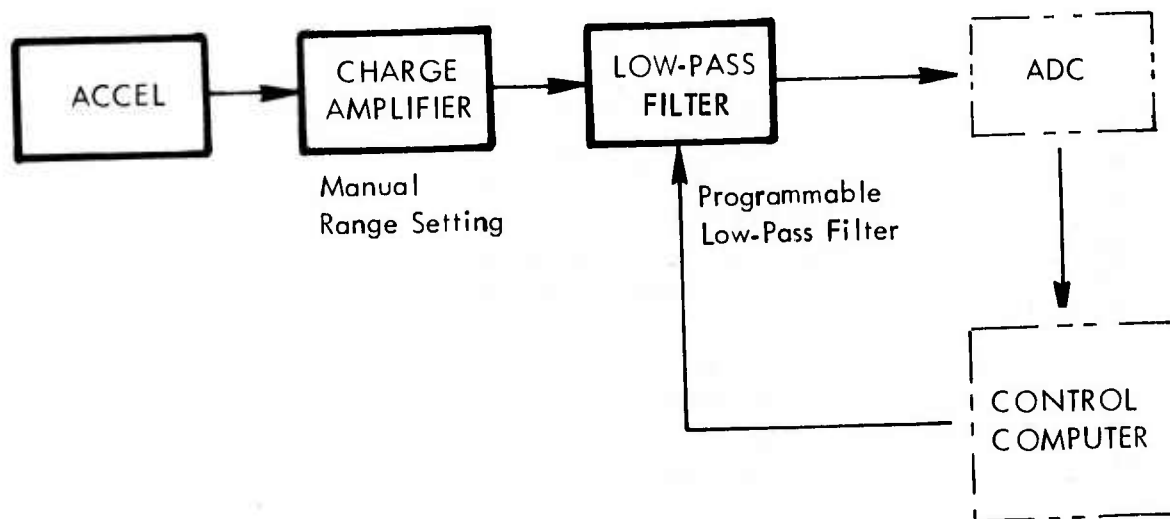 ACCEL
CHARGE
AMPLIFIER
Manual
Range Setting
LOW-PASS
FILTER
Programmable
Low-Pass Filter
ADC
CONTROL
COMPUTER